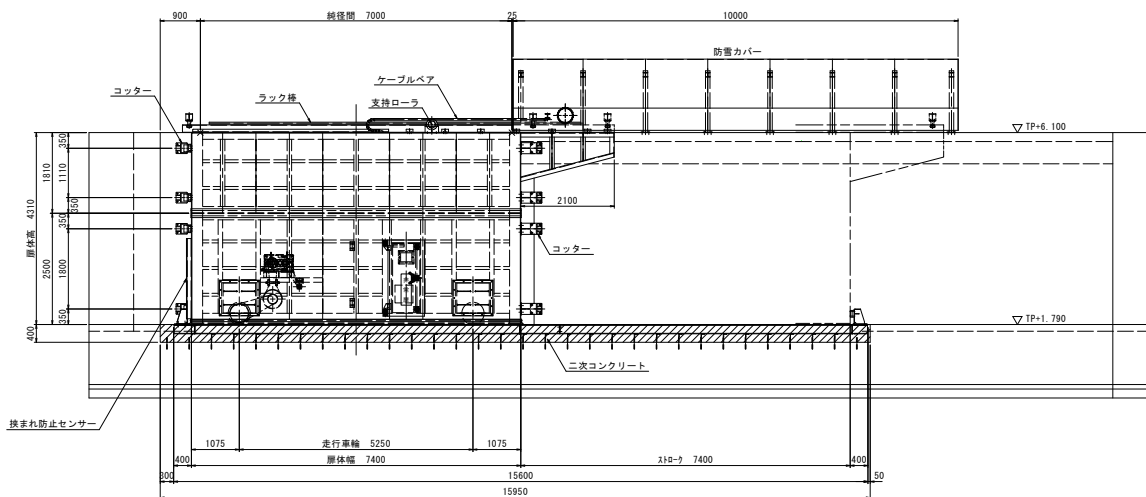 900
純径間 7000
25
10000
防雪カバー
ケーブルベア
コッター
ラック棒
支持ローラ
TP+6.100
350
1810
1110
350
扉体高 4310
350
2100
コッター
2500
1800
350
400
TP+1.790
二次コンクリート
挟まれ防止センサー
1075
走行車輪 5250
1075
400
扉体幅 7400
ストローク 7400
400
300
15600
50
15950